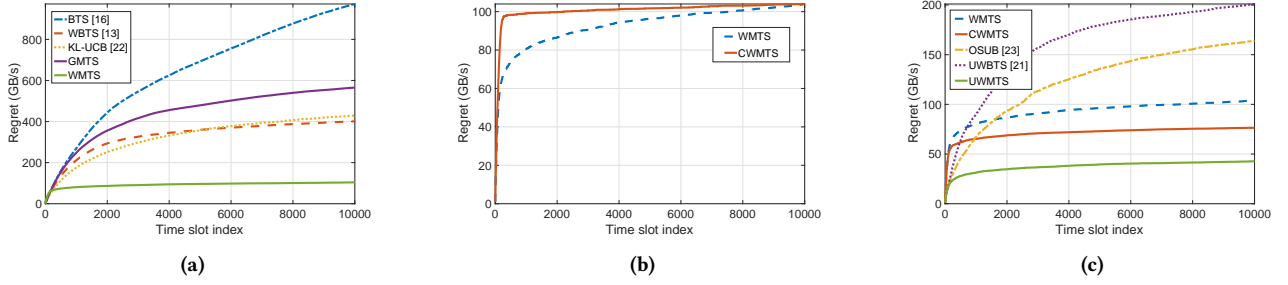 BTS [16]
WBTS [13]
KL-UCB [22]
GMTS
WMTS
Regret (GB/s)
800
600
400
200
0
0 2000 4000 6000 8000 10000
Time slot index
(a)
WMTS
CWMTS
Regret (GB/s)
100
80
60
40
20
0
0 2000 4000 6000 8000 10000
Time slot index
(b)
WMTS
CWMTS
OSUB [23]
UWBTS [21]
UWMTS
Regret (GB/s)
200
150
100
50
0
0 2000 4000 6000 8000 10000
Time slot index
(c)